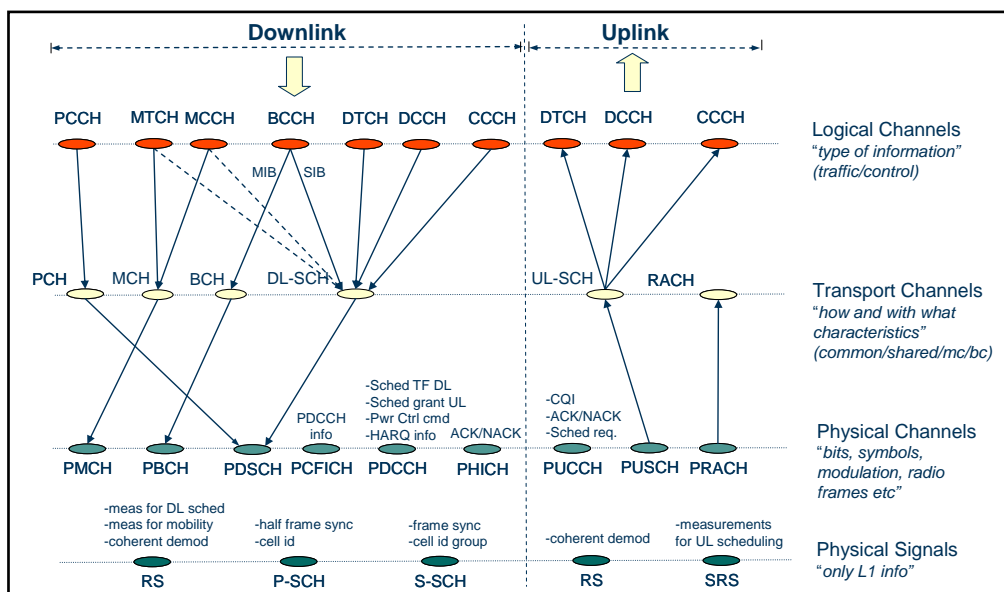 Downlink
Uplink
PCCH MTCH MCCH BCCH DTCH DCCH CCCH
DTCH DCCH CCCH
Logical Channels
“type of information”
(traffic/control)
MIB SIB
PCH MCH BCH DL-SCH
UL-SCH RACH
Transport Channels
“how and with what
characteristics”
(common/shared/mc/bc)
PDCCH
info
-Sched TF DL
-Sched grant UL
-Pwr Ctrl cmd
-HARQ info
ACK/NACK
-CQI
-ACK/NACK
-Sched req.
PMCH PBCH PDSCH PCFICH PDCCH PHICH
PUCCH PUSCH PRACH
Physical Channels
“bits, symbols,
modulation, radio
frames etc”
-meas for DL sched
-meas for mobility
-coherent demod
-half frame sync
-cell id
-frame sync
-cell id group
-coherent demod
-measurements
for UL scheduling
RS P-SCH S-SCH
RS SRS
Physical Signals
“only L1 info”